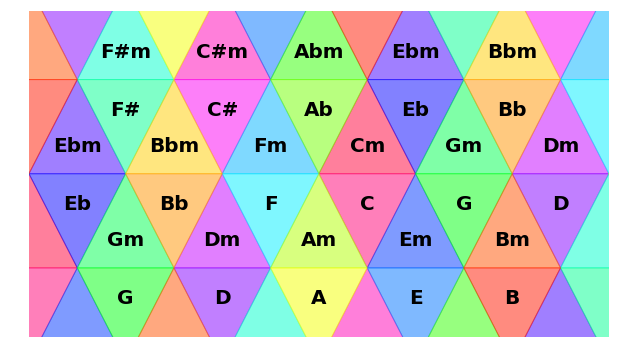 F#m C#m Abm Ebm Bbm
F# C# Ab Eb Bb
Ebm Bbm Fm Cm Gm Dm
Eb Bb F C G D
Gm Dm Am Em Bm
G D A E B